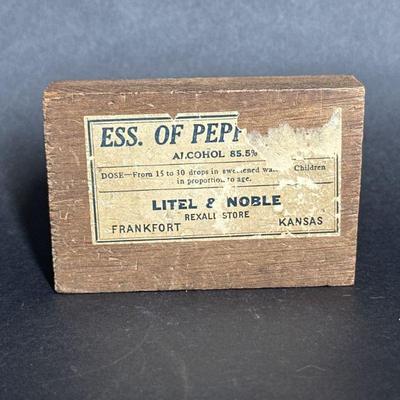 ESS. OF PEPP
ALCOHOL 85.5%
DOSE—From 15 to 30 drops in sweetened Children
in proportion to age.
LITEL & NOBLE
REXALL STORE
FRANKFORT KANSAS